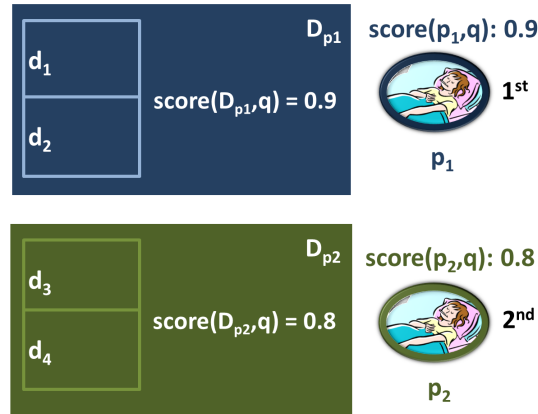 Dp1
score(p1,q): 0.9
d1
score(Dp1,q) = 0.9
1st
d2
p1
Dp2
score(p2,q): 0.8
d3
score(Dp2,q) = 0.8
2nd
d4
p2